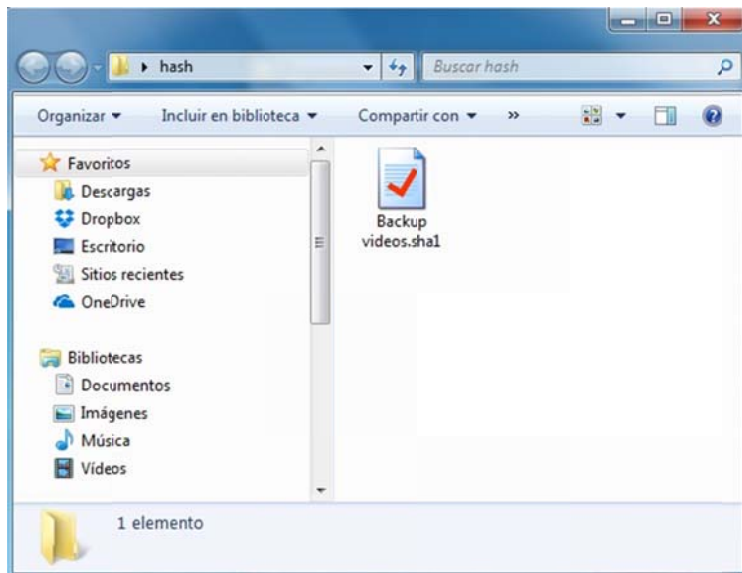 hash
Buscar hash
Organizar
Incluir en biblioteca
Compartir con
»
Favoritos
Descargas
Dropbox
Escritorio
Sitios recientes
OneDrive
Bibliotecas
Documentos
Imágenes
Música
Vídeos
Backup
videos.sha1
1 elemento